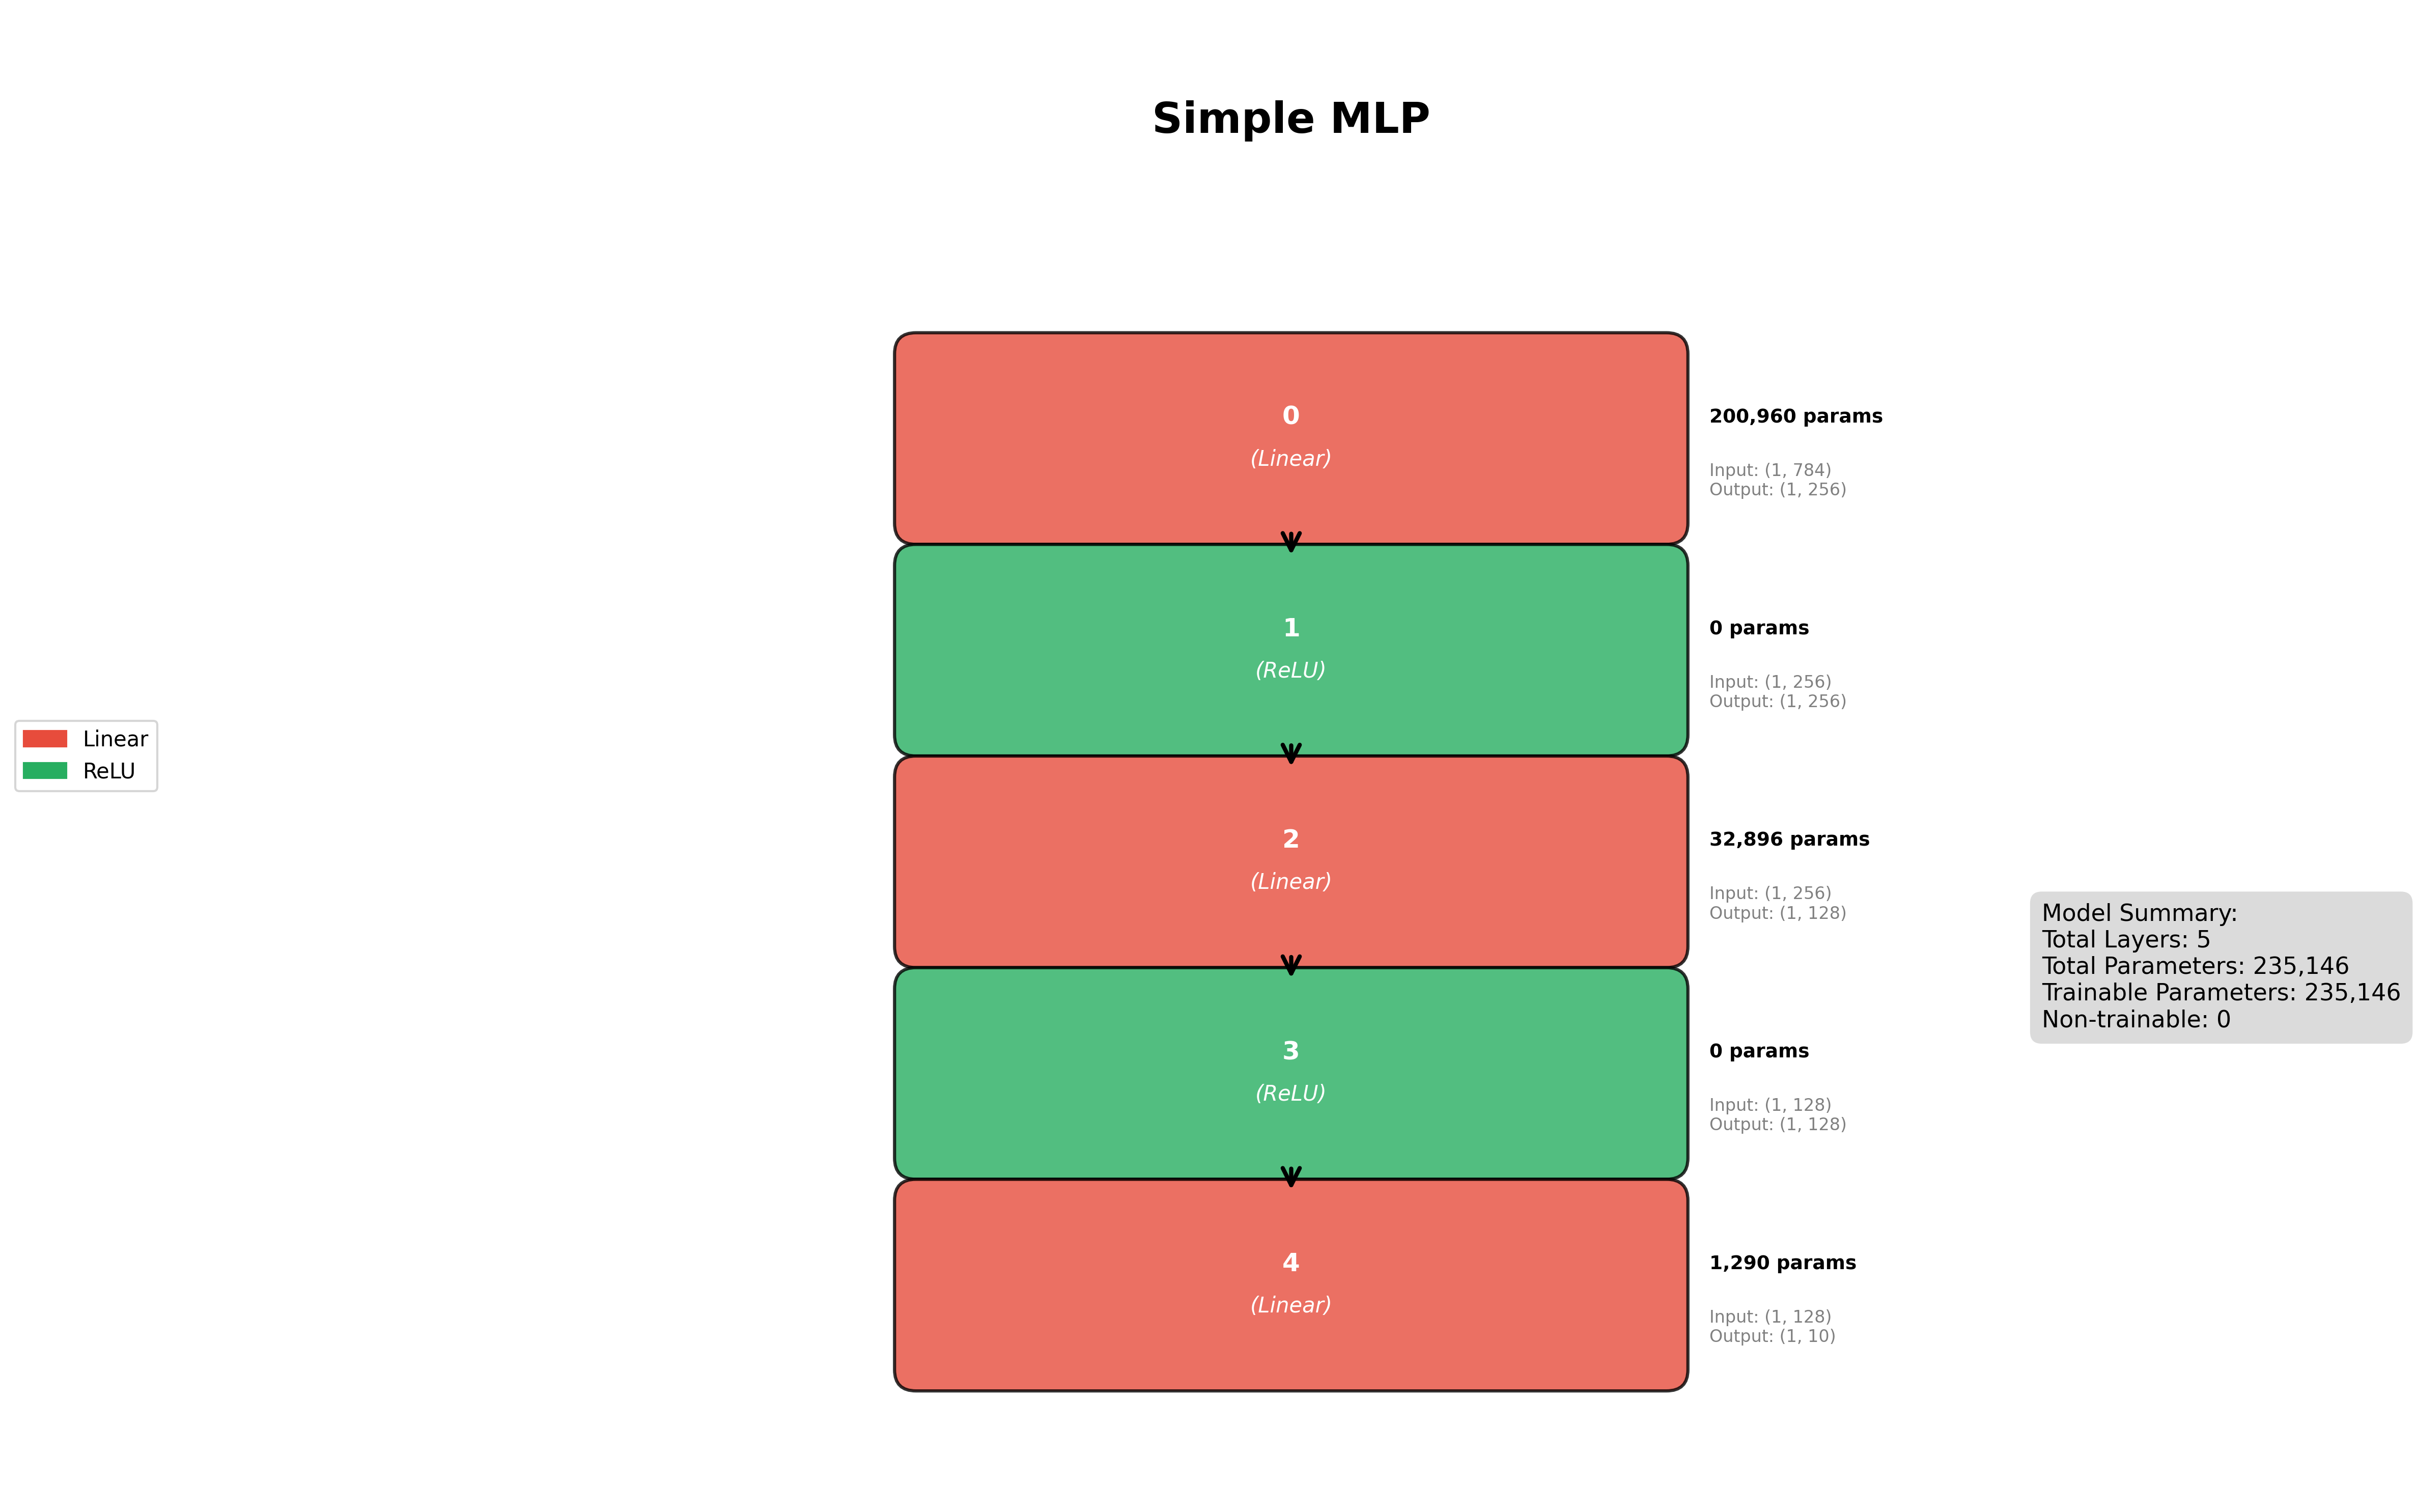 Simple MLP
0
(Linear)
200,960 params
Input: (1, 784)
Output: (1, 256)
1
(ReLU)
0 params
Input: (1, 256)
Output: (1, 256)
Linear
ReLU
2
(Linear)
32,896 params
Input: (1, 256)
Output: (1, 128)
Model Summary:
Total Layers: 5
Total Parameters: 235,146
Trainable Parameters: 235,146
Non-trainable: 0
3
(ReLU)
0 params
Input: (1, 128)
Output: (1, 128)
4
(Linear)
1,290 params
Input: (1, 128)
Output: (1, 10)